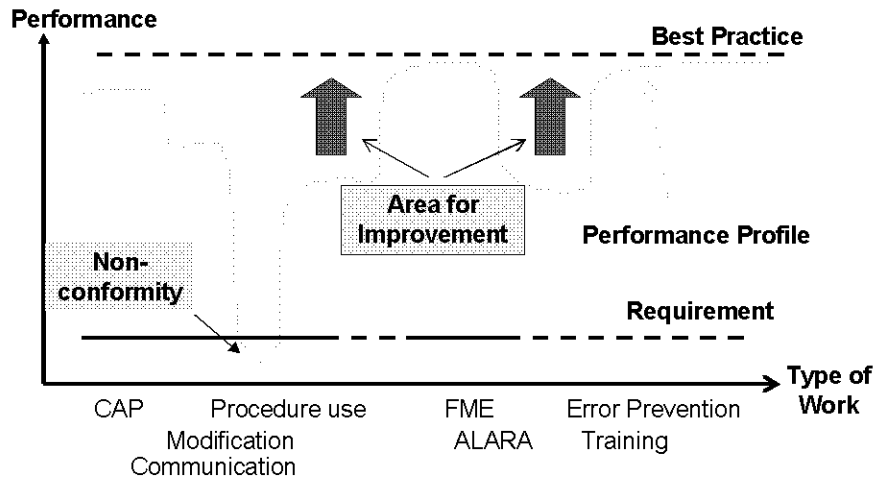 Performance
Best Practice
Area for
Improvement
Performance Profile
Non-
conformity
Requirement
Type of
Work
CAP Procedure use FME Error Prevention
Modification ALARA Training
Communication